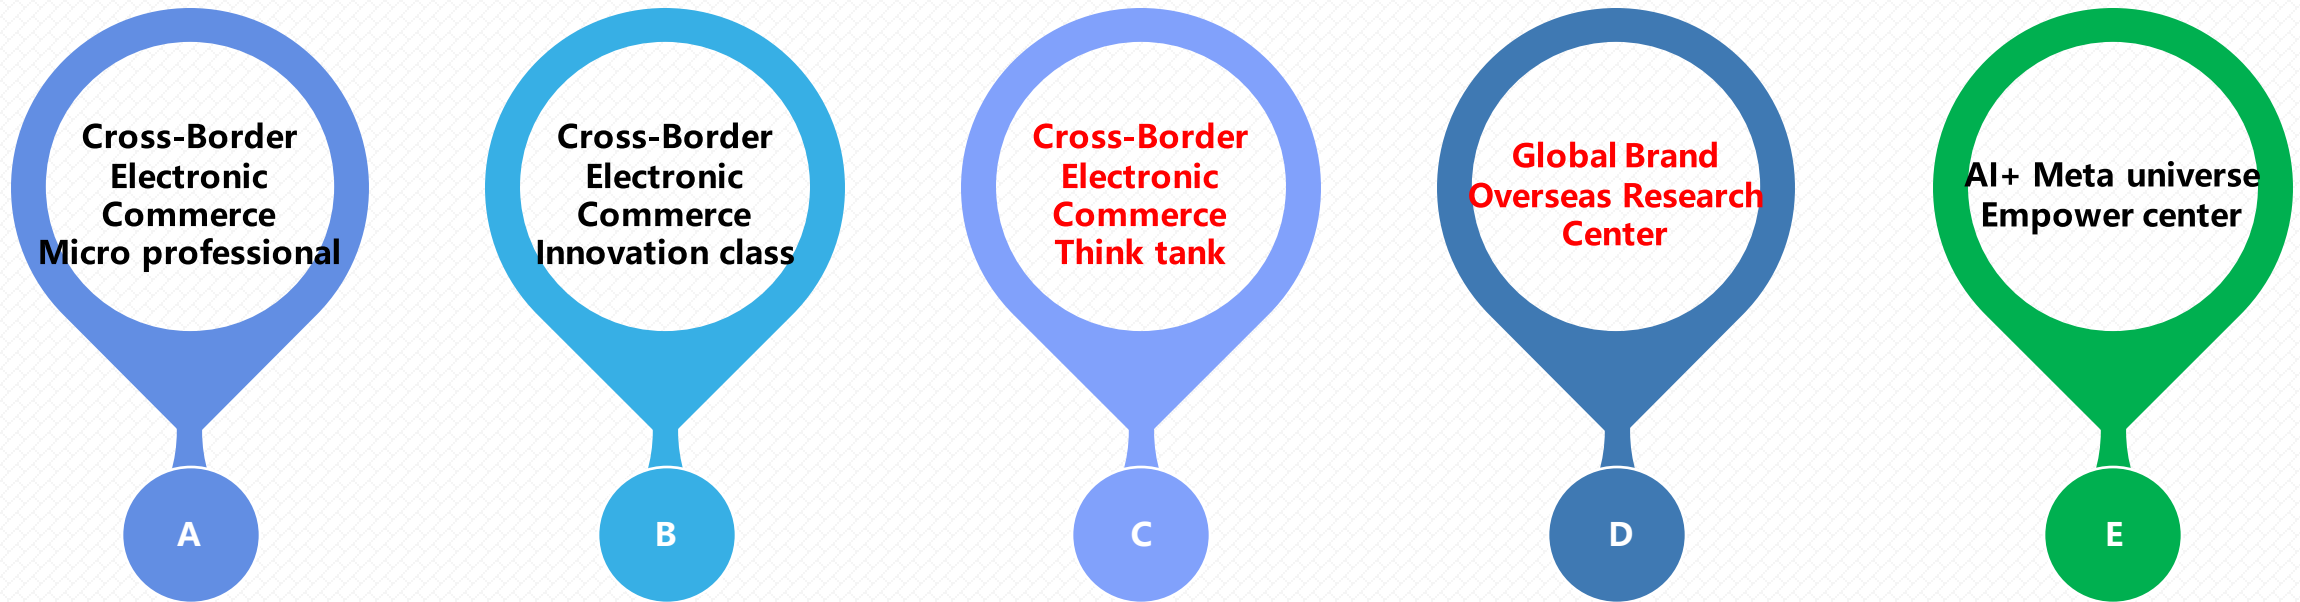 Cross-Border
Electronic
Commerce
Micro professional
A
Cross-Border
Electronic
Commerce
Innovation class
B
Cross-Border
Electronic
Commerce
Think tank
C
Global Brand
Overseas Research
Center
D
AI+ Meta universe
Empower center
E